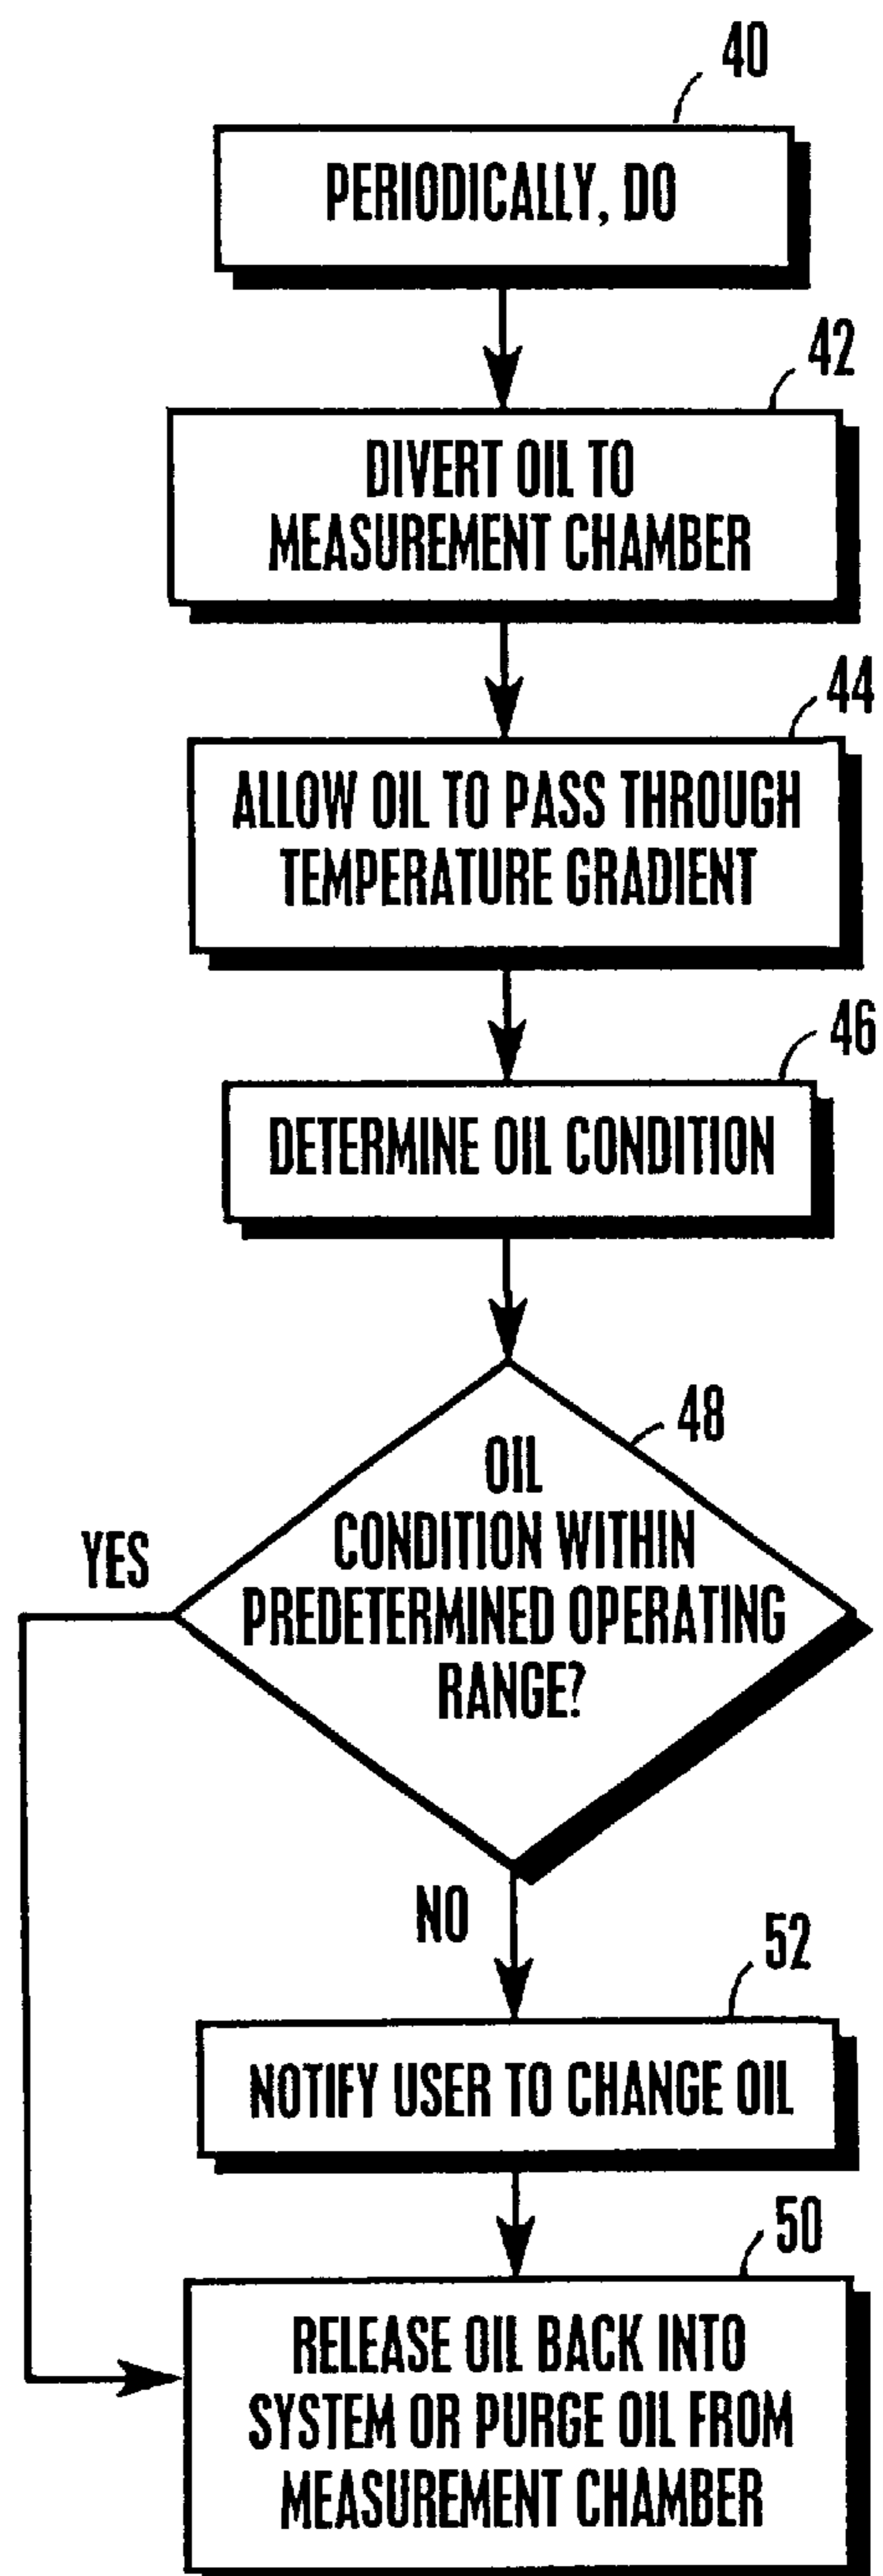 40
PERIODICALLY, DO
42
DIVERT OIL TO
MEASUREMENT CHAMBER
44
ALLOW OIL TO PASS THROUGH
TEMPERATURE GRADIENT
46
DETERMINE OIL CONDITION
48
OIL
CONDITION WITHIN
PREDETERMINED OPERATING
RANGE?
YES
NO
52
NOTIFY USER TO CHANGE OIL
50
RELEASE OIL BACK INTO
SYSTEM OR PURGE OIL FROM
MEASUREMENT CHAMBER